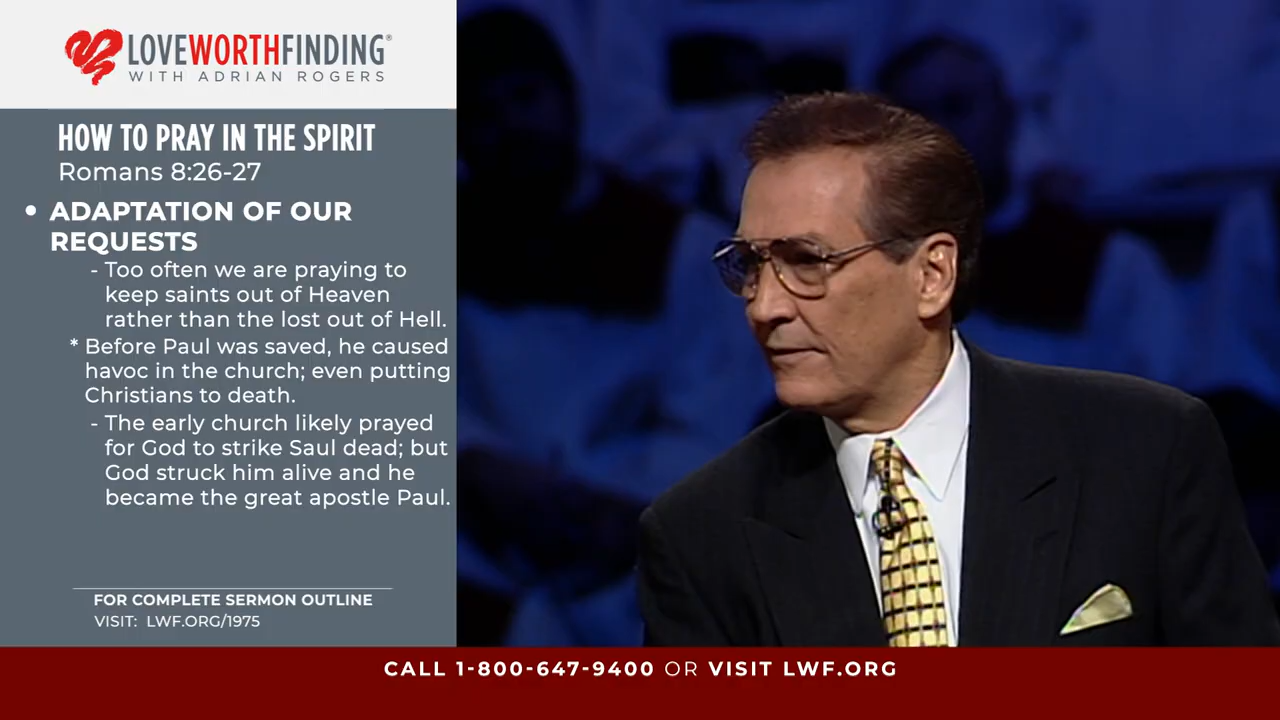 LOVEWORTHFINDING®
WITH ADRIAN ROGERS
HOW TO PRAY IN THE SPIRIT
Romans 8:26-27
• ADAPTATION OF OUR
REQUESTS
- Too often we are praying to
keep saints out of Heaven
rather than the lost out of Hell.
* Before Paul was saved, he caused
havoc in the church; even putting
Christians to death.
- The early church likely prayed
for God to strike Saul dead; but
God struck him alive and he
became the great apostle Paul.
FOR COMPLETE SERMON OUTLINE
VISIT: LWF.ORG/1975
CALL 1-800-647-9400 OR VISIT LWF.ORG